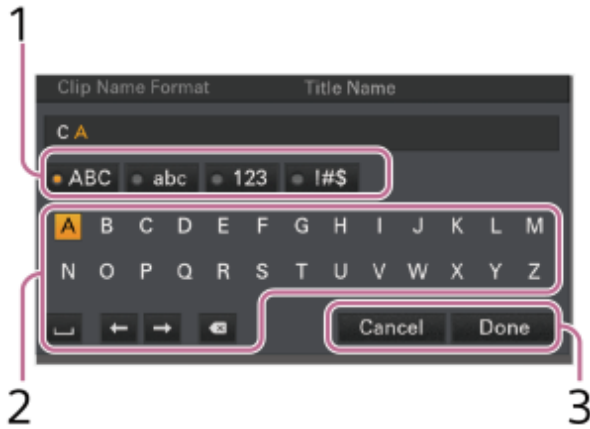 1
Clip Name Format Title Name
C A
ABC abc 123 !#$
A B C D E F G H I J K L M
N O P Q R S T U V W X Y Z
Cancel Done
2 3